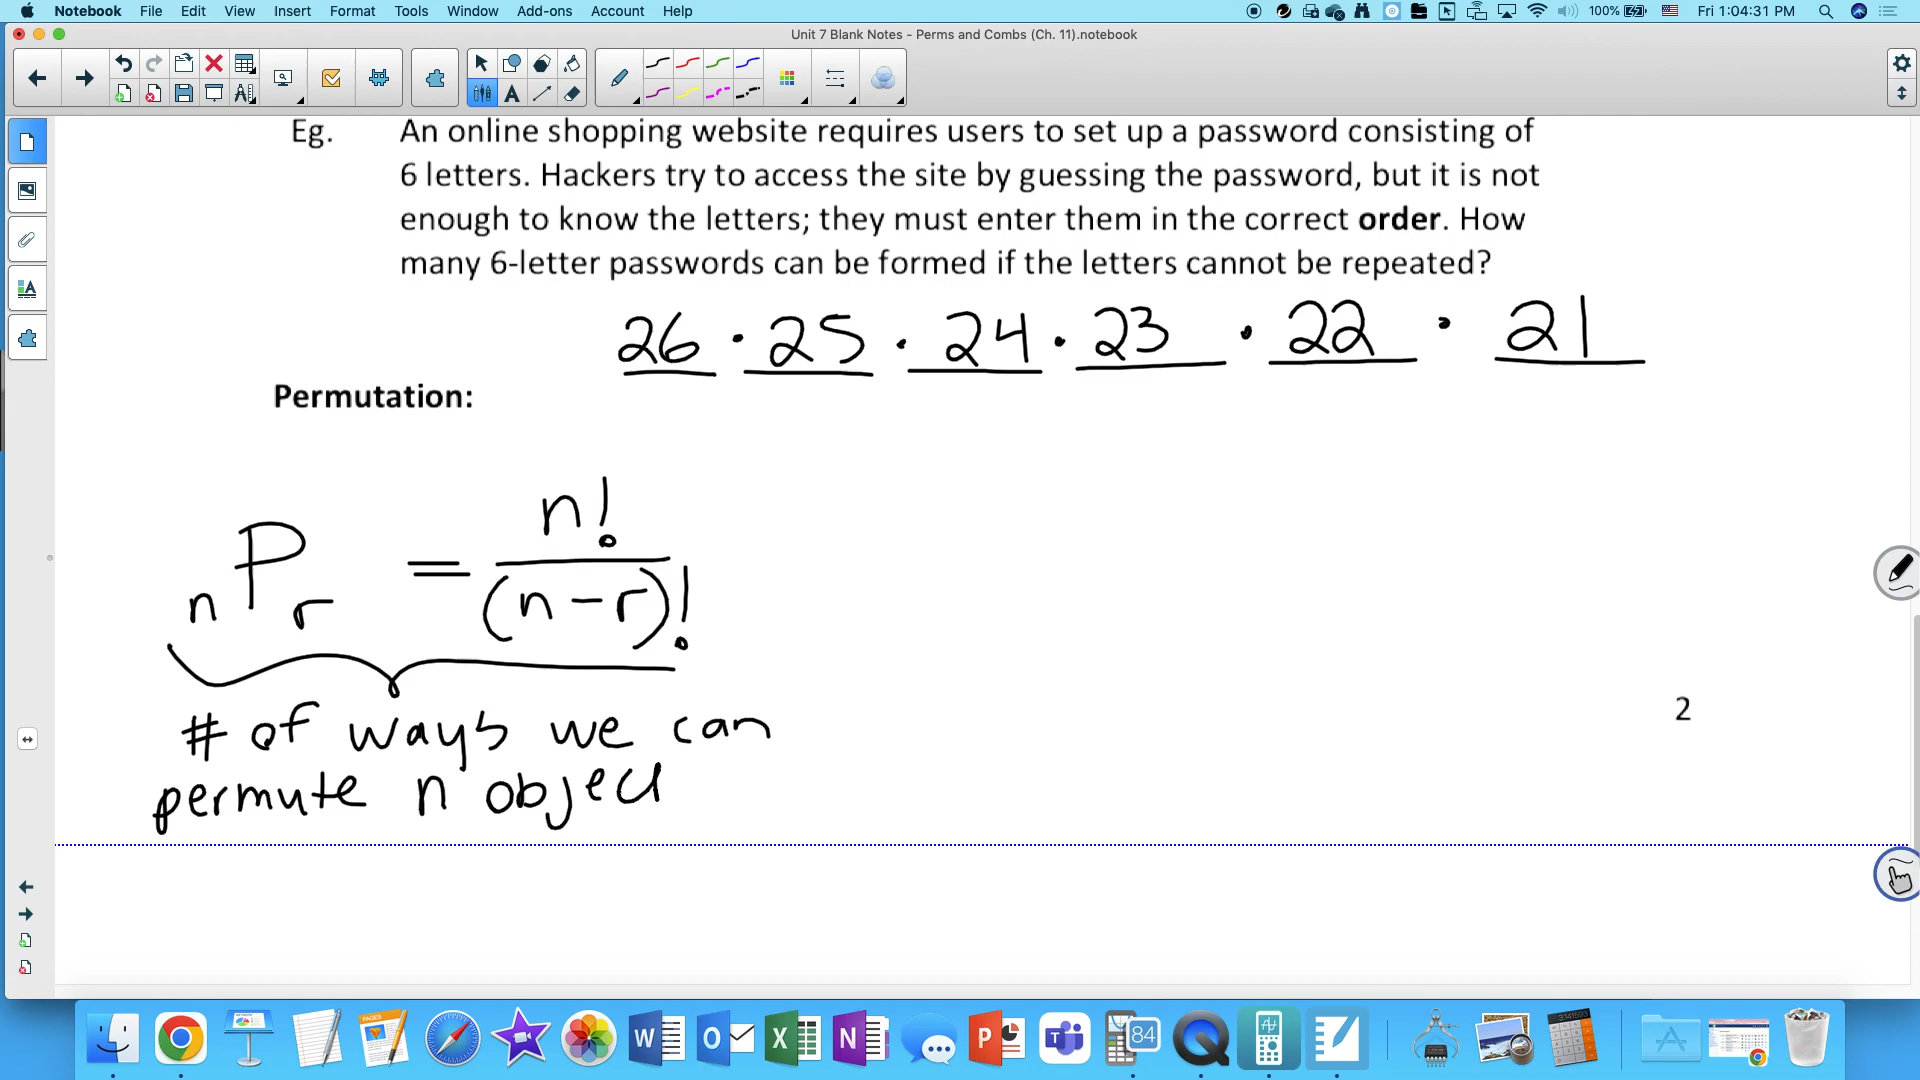 Notebook File Edit View Insert Format Tools Window Add-ons Account Help 100% Fri 1:04:31 PM
Unit 7 Blank Notes - Perms and Combs (Ch. 11).notebook
Eg. An online shopping website requires users to set up a password consisting of
6 letters. Hackers try to access the site by guessing the password, but it is not
enough to know the letters; they must enter them in the correct order. How
many 6-letter passwords can be formed if the letters cannot be repeated?
26 · 25 · 24 · 23 · 22 · 21
Permutation:
nPr = n! / (n-r)!
# of ways we can
permute n object
2
84
PAGES
3.141593